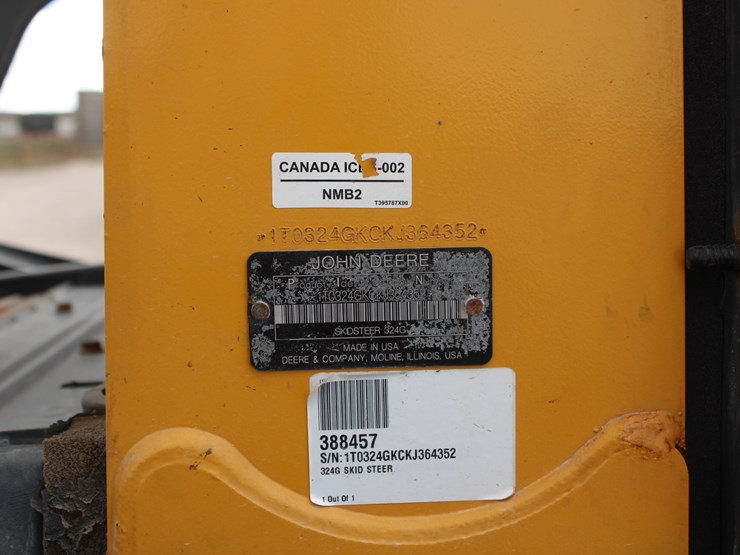 CANADA ICES-002
NMB2
T395787X00
*1T0324GKCKJ364352*
JOHN DEERE
P I N
SKIDSTEER 324G
MADE IN USA
DEERE & COMPANY, MOLINE, ILLINOIS, USA
388457
S/N: 1T0324GKCKJ364352
324G SKID STEER
1 Out Of 1